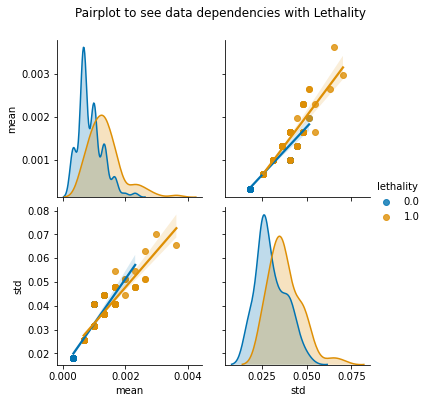 Pairplot to see data dependencies with Lethality
0.003
0.002
0.001
mean
lethality
0.0
1.0
0.08
0.07
0.06
0.05
0.04
0.03
0.02
std
0.000 0.002 0.004
0.025 0.050 0.075
mean
std